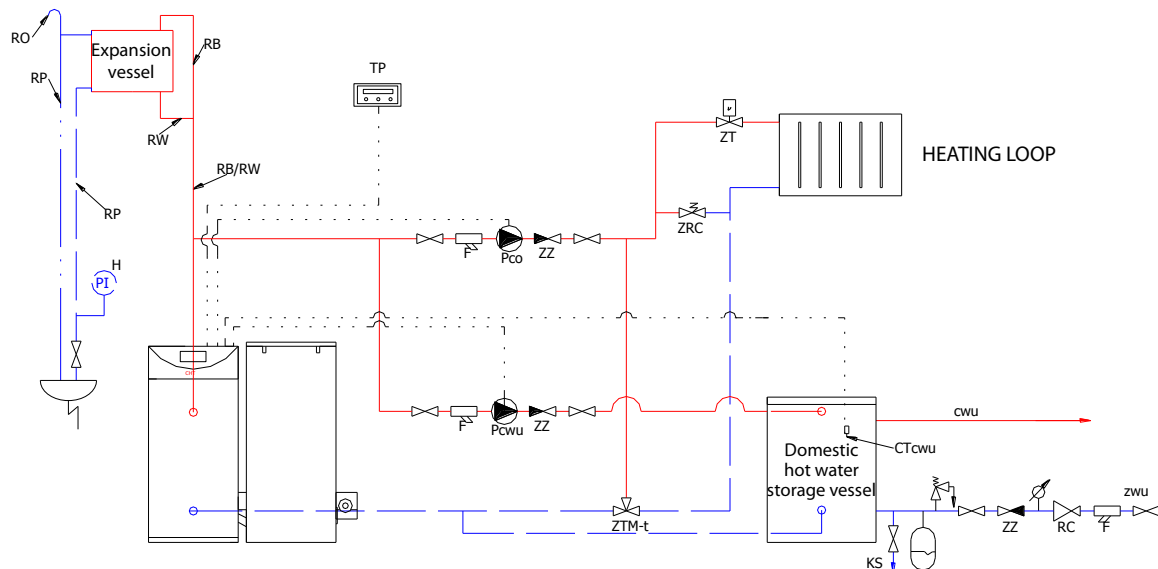 RO
RB
Expansion
vessel
RP
TP
RW
ZT
HEATING LOOP
RB/RW
RP
ZRC
F
Pco
ZZ
H
PI
F
Pcwu
ZZ
cwu
CTcwu
Domestic
hot water
storage vessel
zwu
ZTM-t
ZZ
RC
F
KS